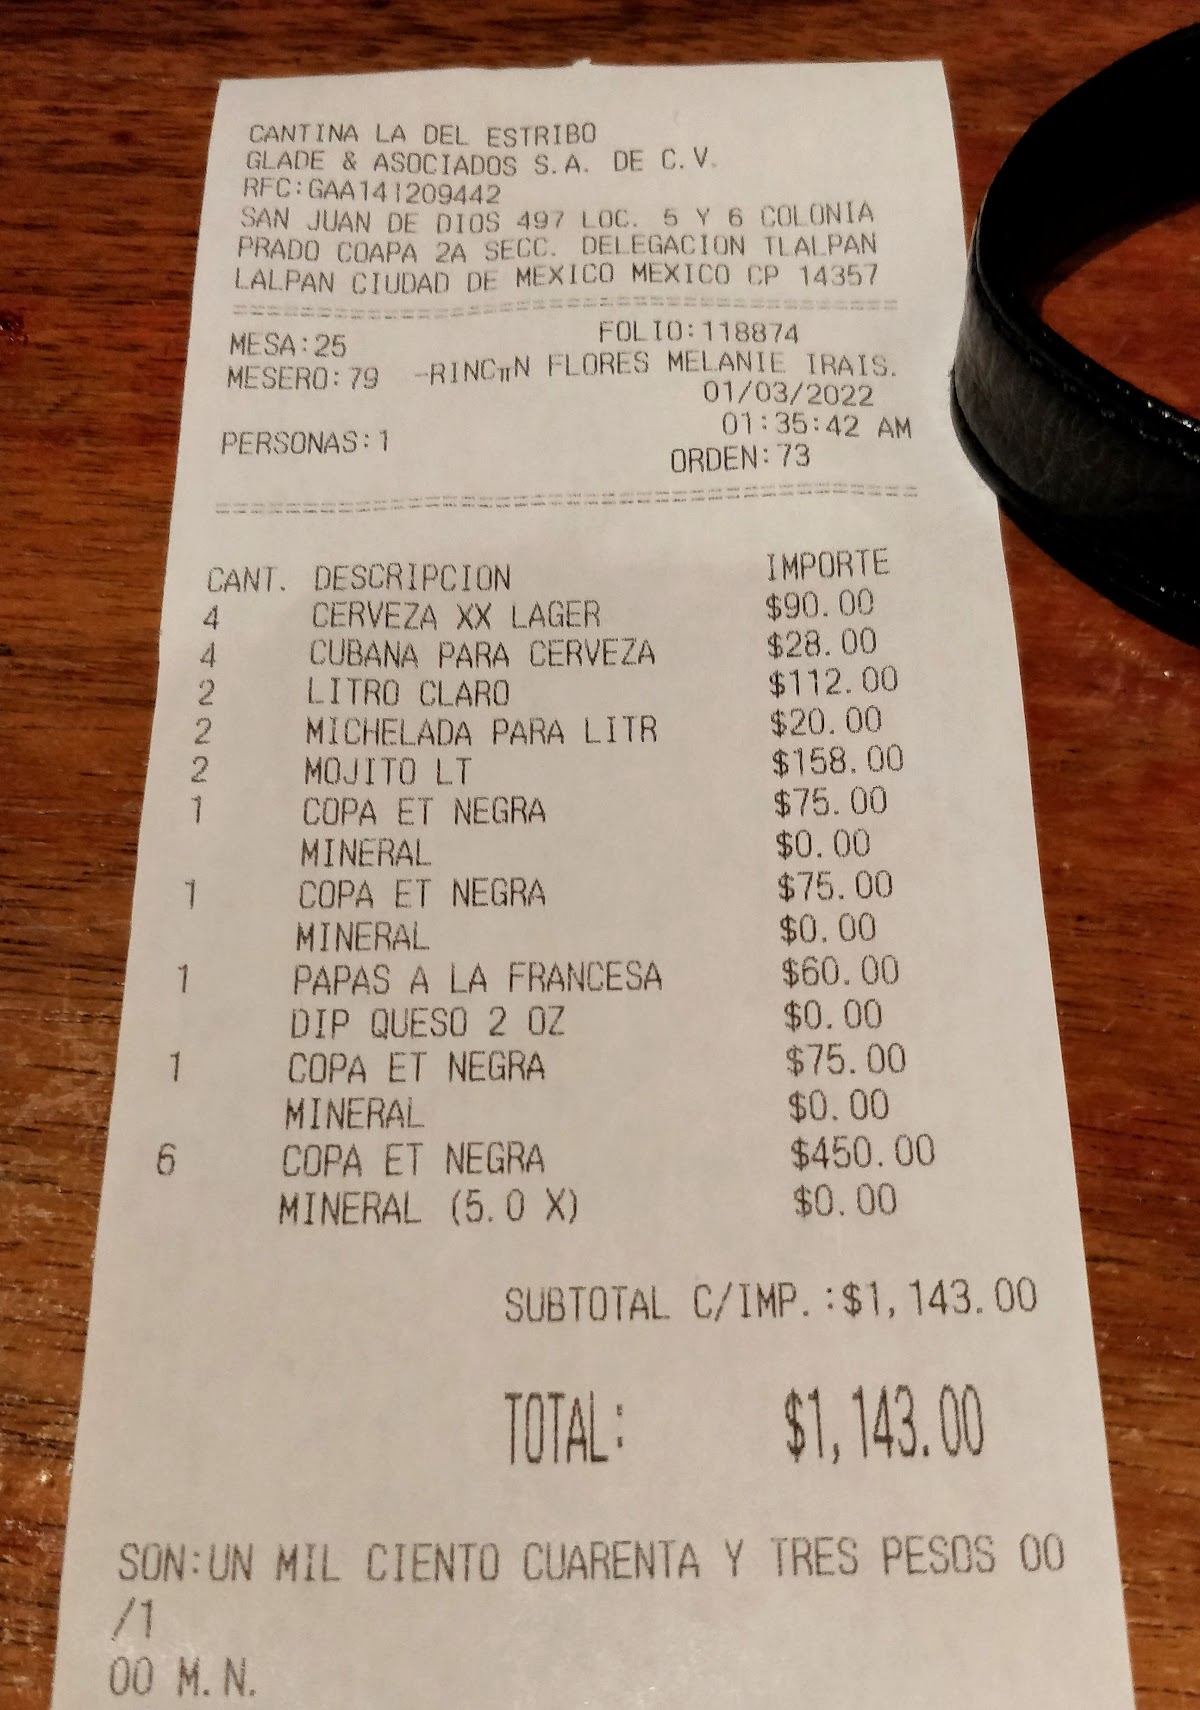 CANTINA LA DEL ESTRIBO
GLADE & ASOCIADOS S.A. DE C.V.
RFC:GAA141209442
SAN JUAN DE DIOS 497 LOC. 5 Y 6 COLONIA
PRADO COAPA 2A SECC. DELEGACION TLALPAN
LALPAN CIUDAD DE MEXICO MEXICO CP 14357
========================================
MESA:25 FOLIO:118874
MESERO:79 -RINCπN FLORES MELANIE IRAIS.
01/03/2022
01:35:42 AM
PERSONAS:1
ORDEN:73
========================================
CANT. DESCRIPCION IMPORTE
4 CERVEZA XX LAGER $90.00
4 CUBANA PARA CERVEZA $28.00
2 LITRO CLARO $112.00
2 MICHELADA PARA LITR $20.00
2 MOJITO LT $158.00
1 COPA ET NEGRA $75.00
MINERAL $0.00
1 COPA ET NEGRA $75.00
MINERAL $0.00
1 PAPAS A LA FRANCESA $60.00
DIP QUESO 2 OZ $0.00
1 COPA ET NEGRA $75.00
MINERAL $0.00
6 COPA ET NEGRA $450.00
MINERAL (5.0 X) $0.00
SUBTOTAL C/IMP.:$1,143.00
TOTAL: $1,143.00
SON:UN MIL CIENTO CUARENTA Y TRES PESOS 00
/1
00 M.N.